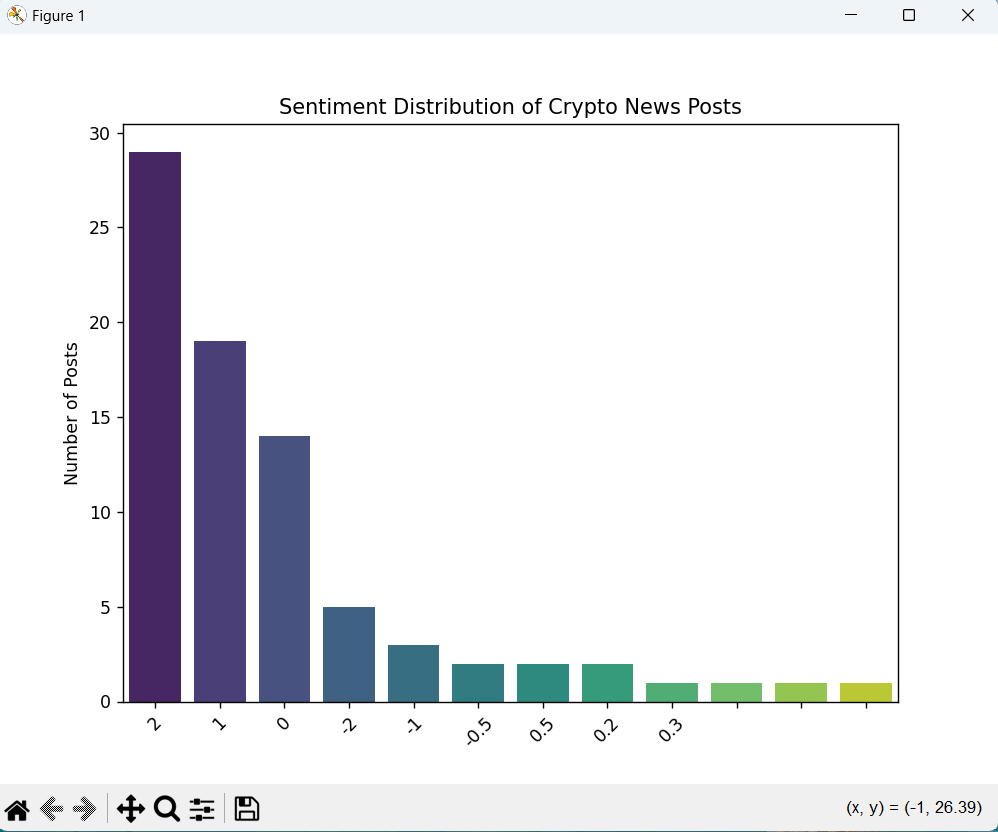 Figure 1
Sentiment Distribution of Crypto News Posts
Number of Posts
30
25
20
15
10
5
0
2 1 0 -2 -1 -0.5 0.5 0.2 0.3
(x, y) = (-1, 26.39)